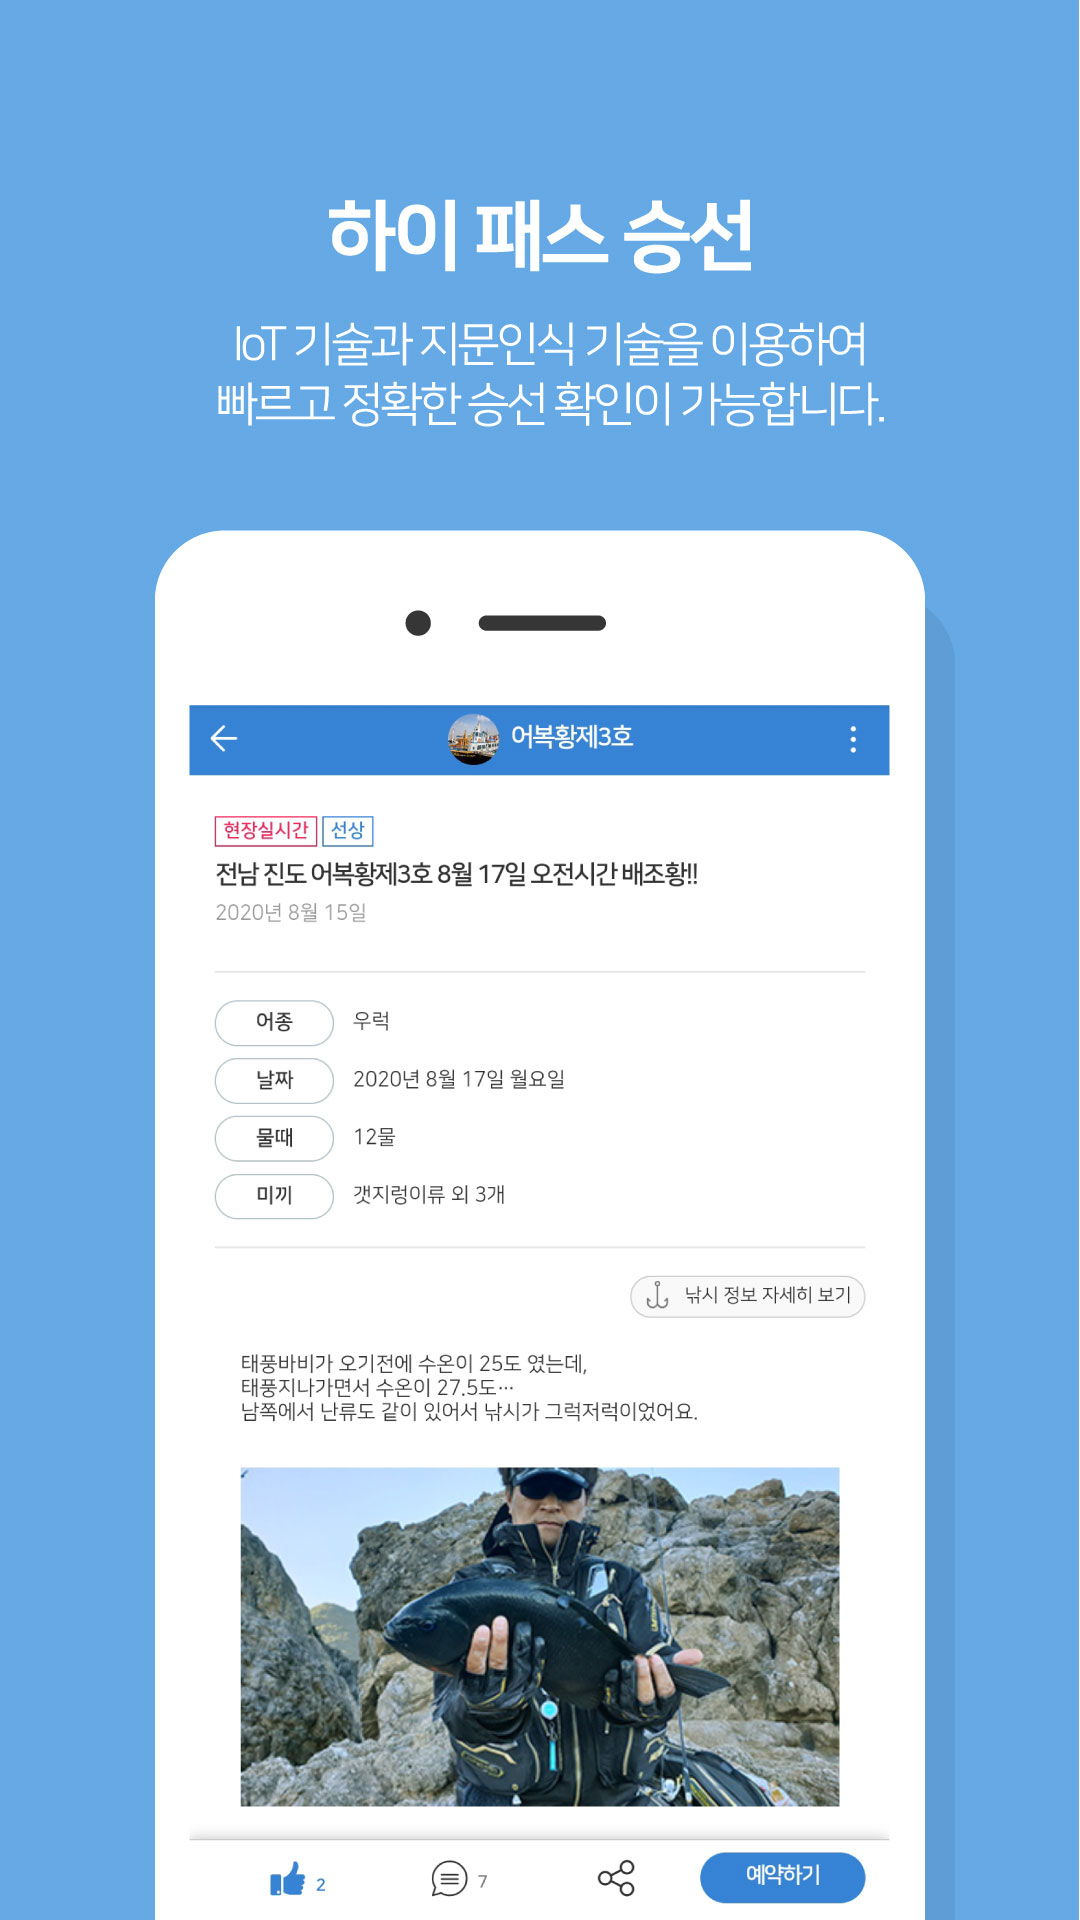 하이 패스 승선
IoT 기술과 지문인식 기술을 이용하여
빠르고 정확한 승선 확인이 가능합니다.
어복황제3호
현장실시간 선상
전남 진도 어복황제3호 8월 17일 오전시간 배조황!!
2020년 8월 15일
어종 우럭
날짜 2020년 8월 17일 월요일
물때 12물
미끼 갯지렁이류 외 3개
낚시 정보 자세히 보기
태풍바비가 오기전에 수온이 25도 였는데,
태풍지나가면서 수온이 27.5도…
남쪽에서 난류도 같이 있어서 낚시가 그럭저럭이었어요.
2 7 예약하기